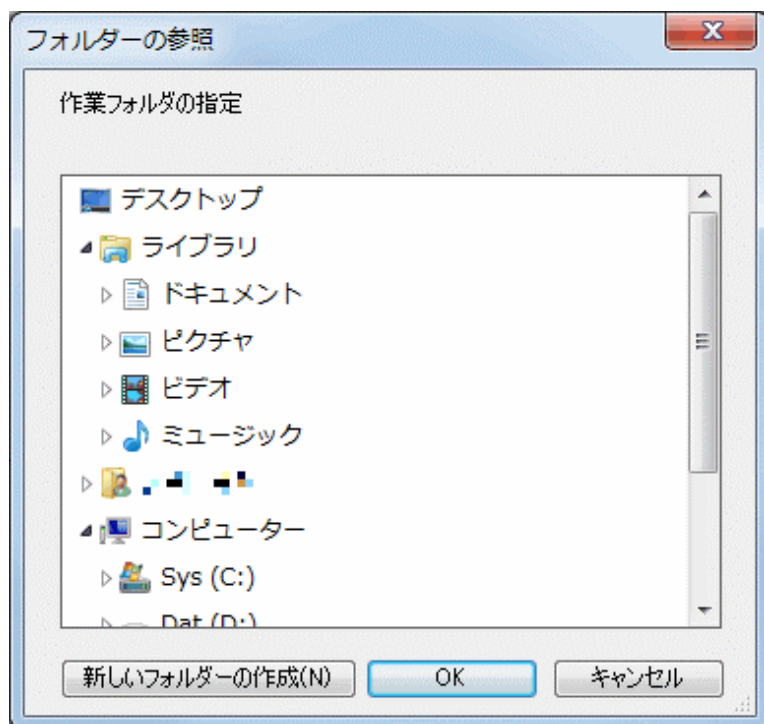 フォルダーの参照
作業フォルダの指定
デスクトップ
ライブラリ
ドキュメント
ピクチャ
ビデオ
ミュージック
コンピューター
Sys (C:)
Dat (D:)
新しいフォルダーの作成(N)
OK
キャンセル